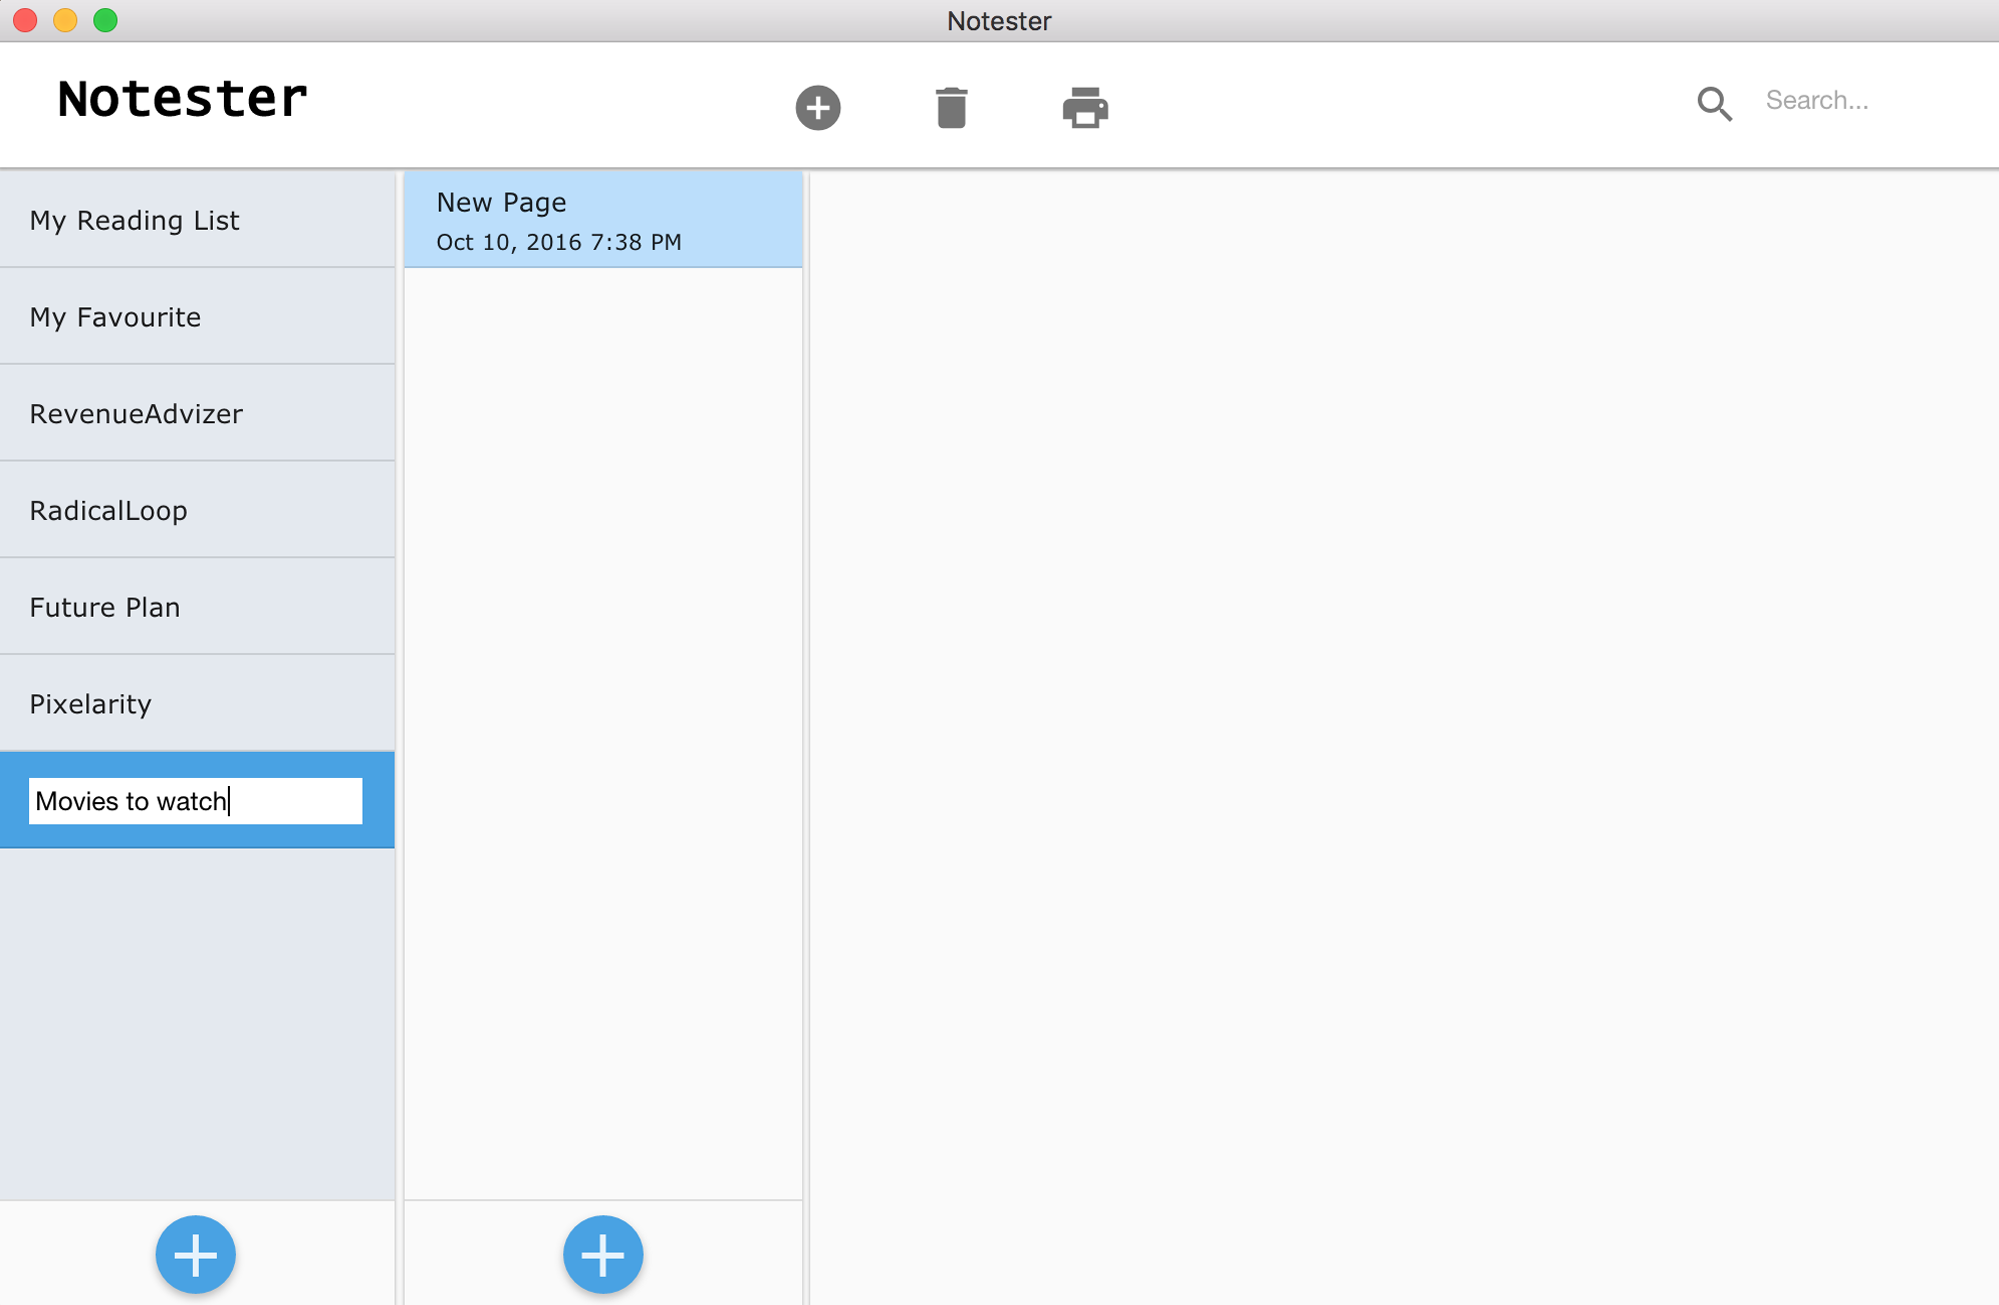 Notester
Notester
Search...
My Reading List
My Favourite
RevenueAdvizer
RadicalLoop
Future Plan
Pixelarity
Movies to watch
New Page
Oct 10, 2016 7:38 PM